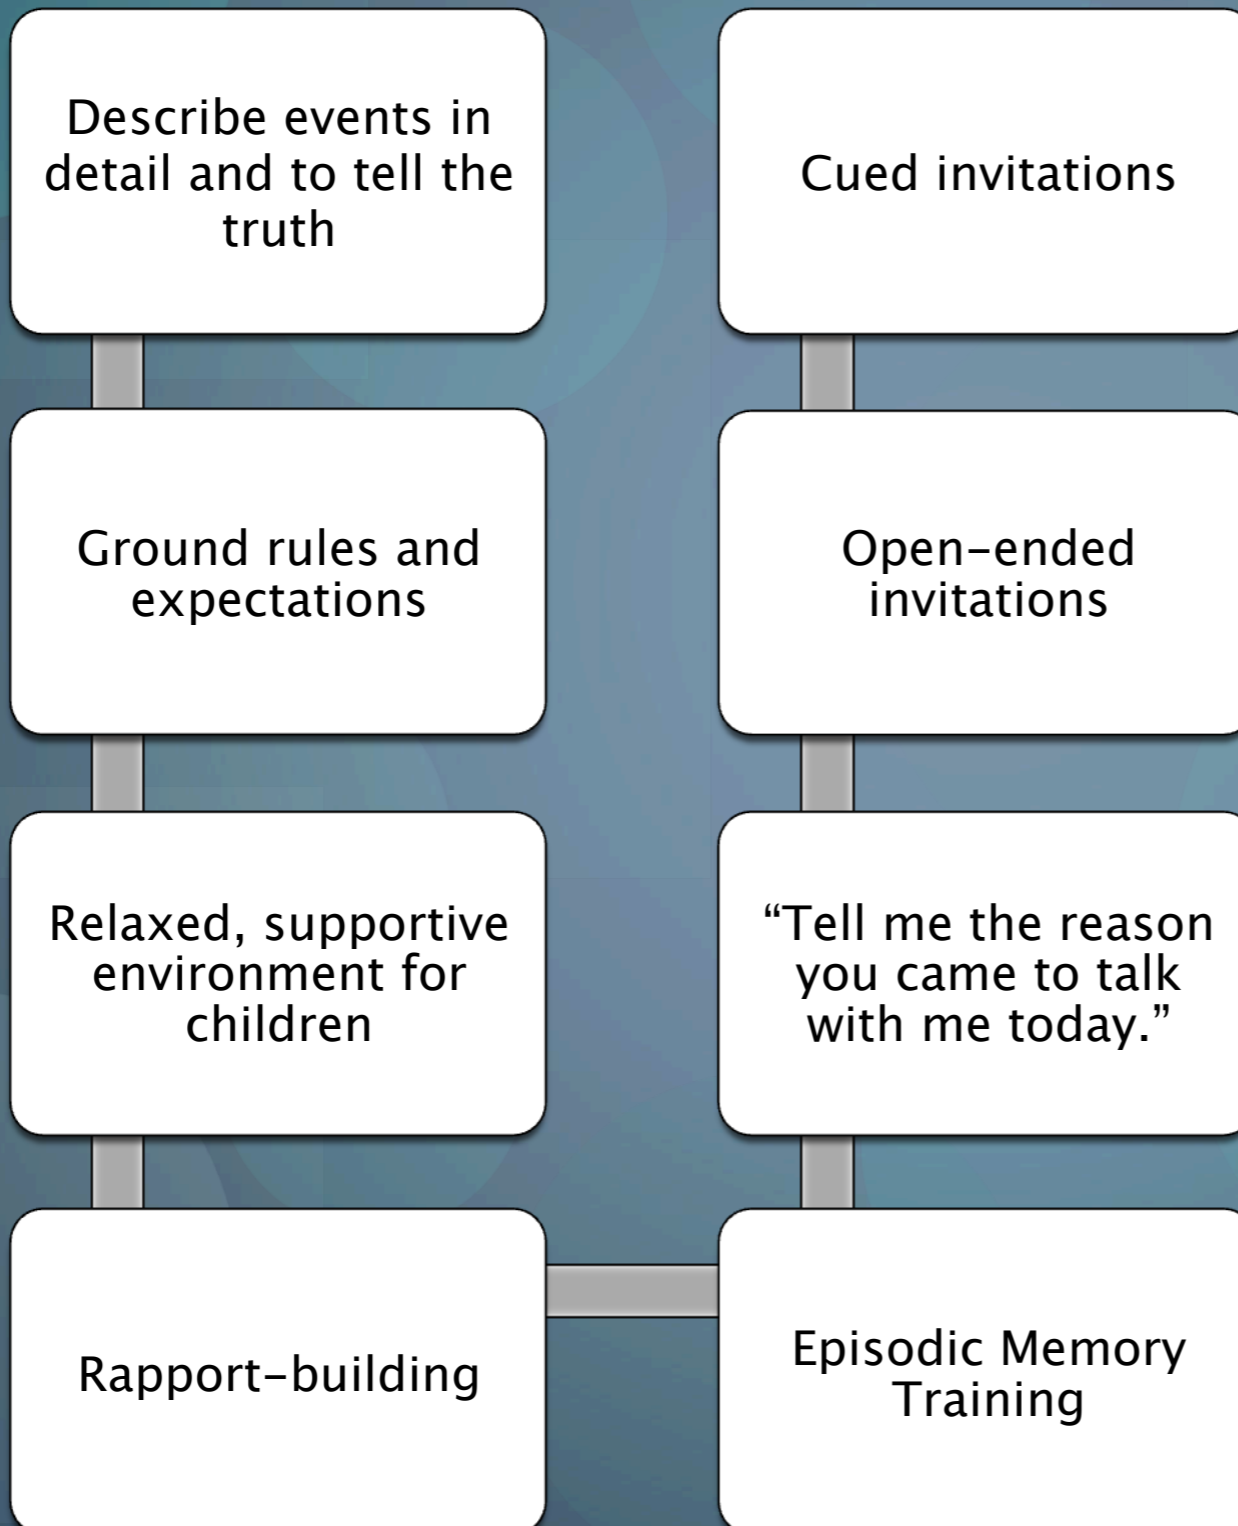 Describe events in
detail and to tell the
truth
Ground rules and
expectations
Relaxed, supportive
environment for
children
Rapport-building
Episodic Memory
Training
“Tell me the reason
you came to talk
with me today.”
Open-ended
invitations
Cued invitations